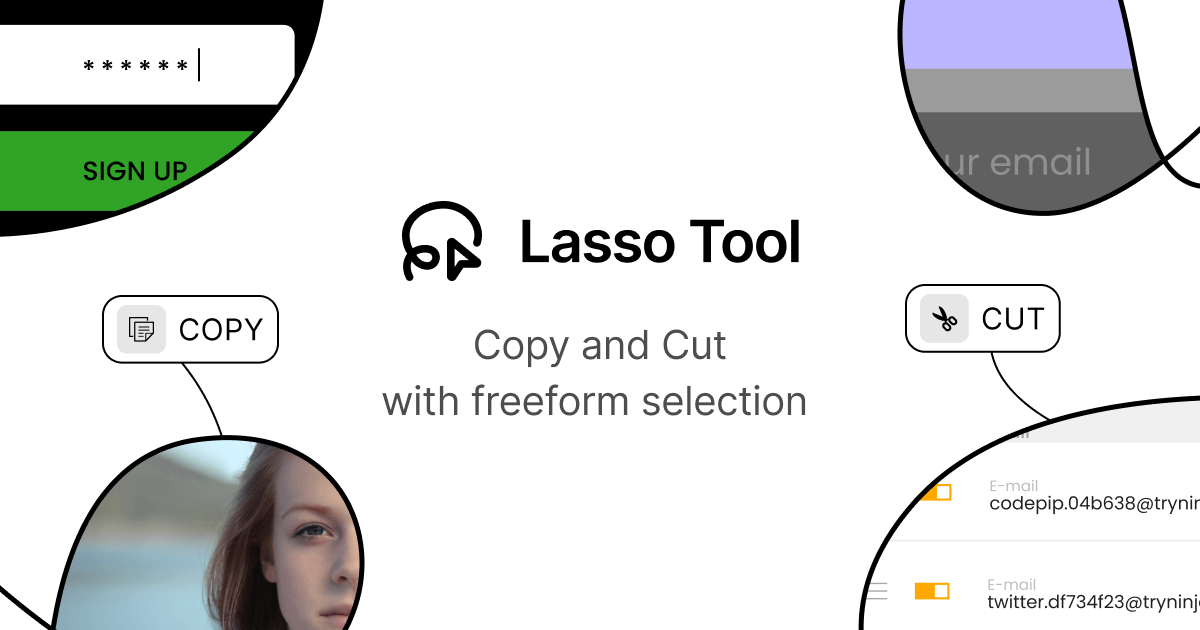 * * * * * *
SIGN UP
ur email
Lasso Tool
COPY
CUT
Copy and Cut
with freeform selection
E-mail
codepip.04b638@trynin
E-mail
twitter.df734f23@tryninj